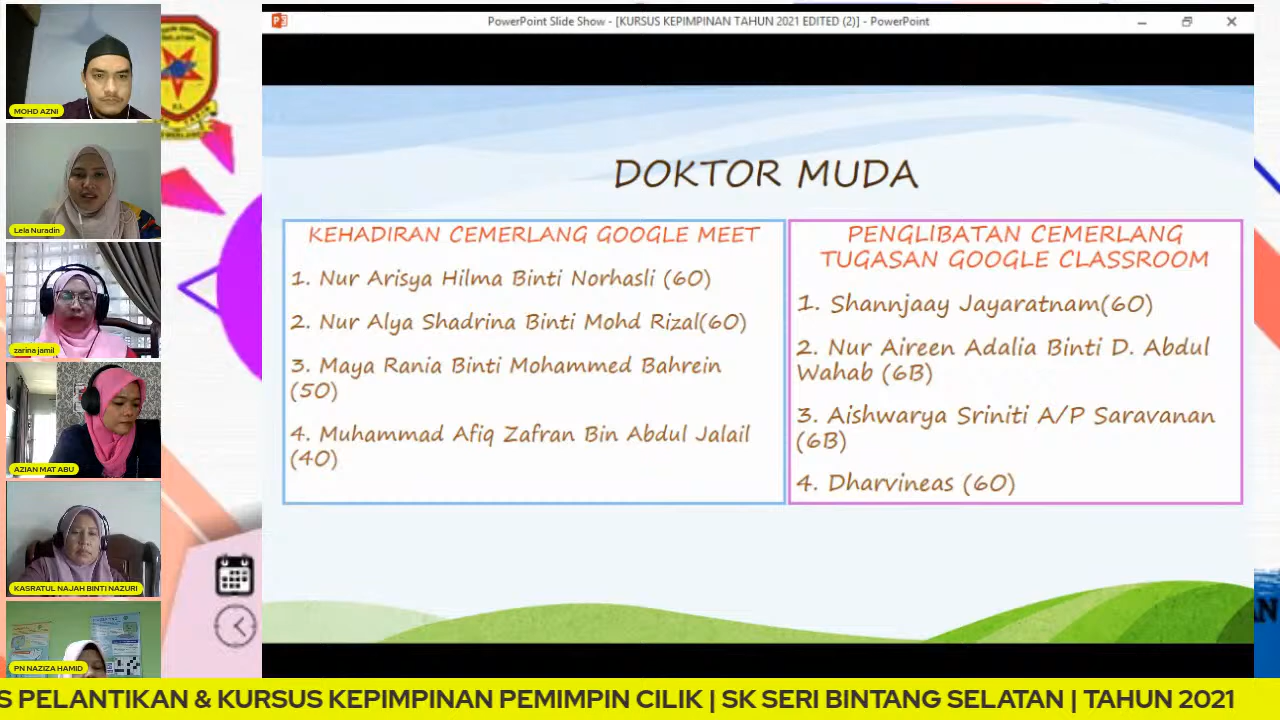 PowerPoint Slide Show - [KURSUS KEPIMPINAN TAHUN 2021 EDITED (2)] - PowerPoint
MOHD AZNI
Lela Nuradin
zarina jamil
AZIAN MAT ABU
KASRATUL NAJAH BINTI NAZURI
PN NAZIZA HAMID
DOKTOR MUDA
KEHADIRAN CEMERLANG GOOGLE MEET
1. Nur Arisya Hilma Binti Norhasli (6O)
2. Nur Alya Shadrina Binti Mohd Rizal(6O)
3. Maya Rania Binti Mohammed Bahrein
(5O)
4. Muhammad Afiq Zafran Bin Abdul Jalail
(4O)
PENGLIBATAN CEMERLANG
TUGASAN GOOGLE CLASSROOM
1. Shannjaay Jayaratnam(6O)
2. Nur Aireen Adalia Binti D. Abdul
Wahab (6B)
3. Aishwarya Sriniti A/P Saravanan
(6B)
4. Dharvineas (6O)
AN
S PELANTIKAN & KURSUS KEPIMPINAN PEMIMPIN CILIK | SK SERI BINTANG SELATAN | TAHUN 2021